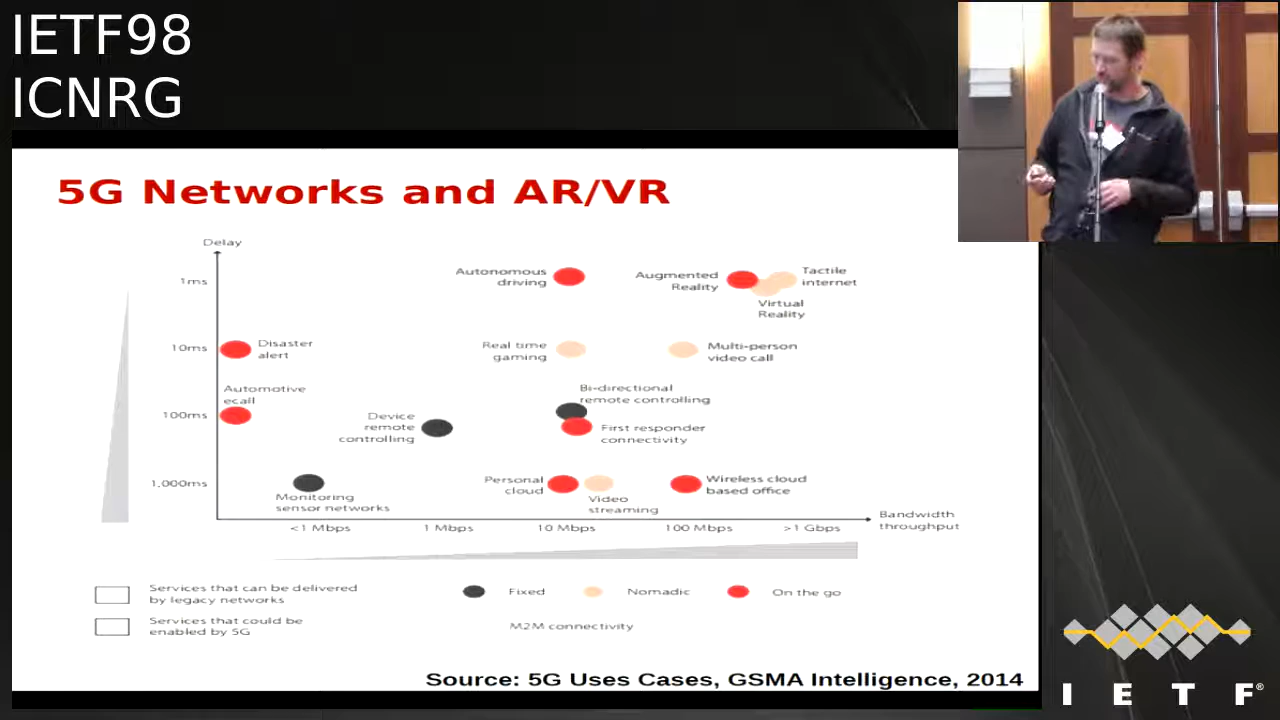 IETF98
ICNRG
5G Networks and AR/VR
Delay
1ms
10ms
100ms
1,000ms
Autonomous
driving
Augmented
Reality
Tactile
internet
Virtual
Reality
Disaster
alert
Real time
gaming
Multi-person
video call
Automotive
ecall
Device
remote
controlling
Bi-directional
remote controlling
First responder
connectivity
Monitoring
sensor networks
Personal
cloud
Video
streaming
Wireless cloud
based office
<1 Mbps
1 Mbps
10 Mbps
100 Mbps
>1 Gbps
Bandwidth
throughput
Services that can be delivered
by legacy networks
Services that could be
enabled by 5G
Fixed
Nomadic
On the go
M2M connectivity
Source: 5G Uses Cases, GSMA Intelligence, 2014
I E T F®